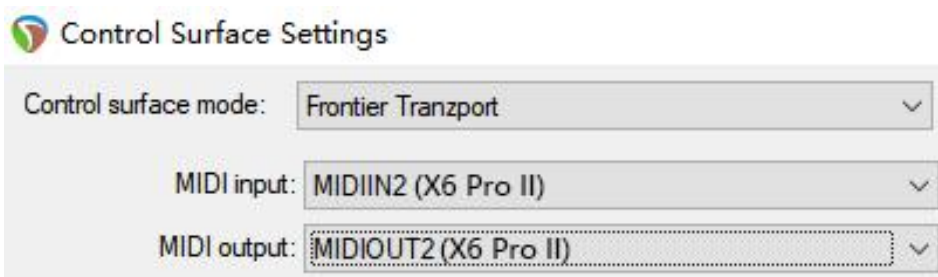 Control Surface Settings
Control surface mode: Frontier Tranzport
MIDI input: MIDIIN2 (X6 Pro II)
MIDI output: MIDIOUT2 (X6 Pro II)